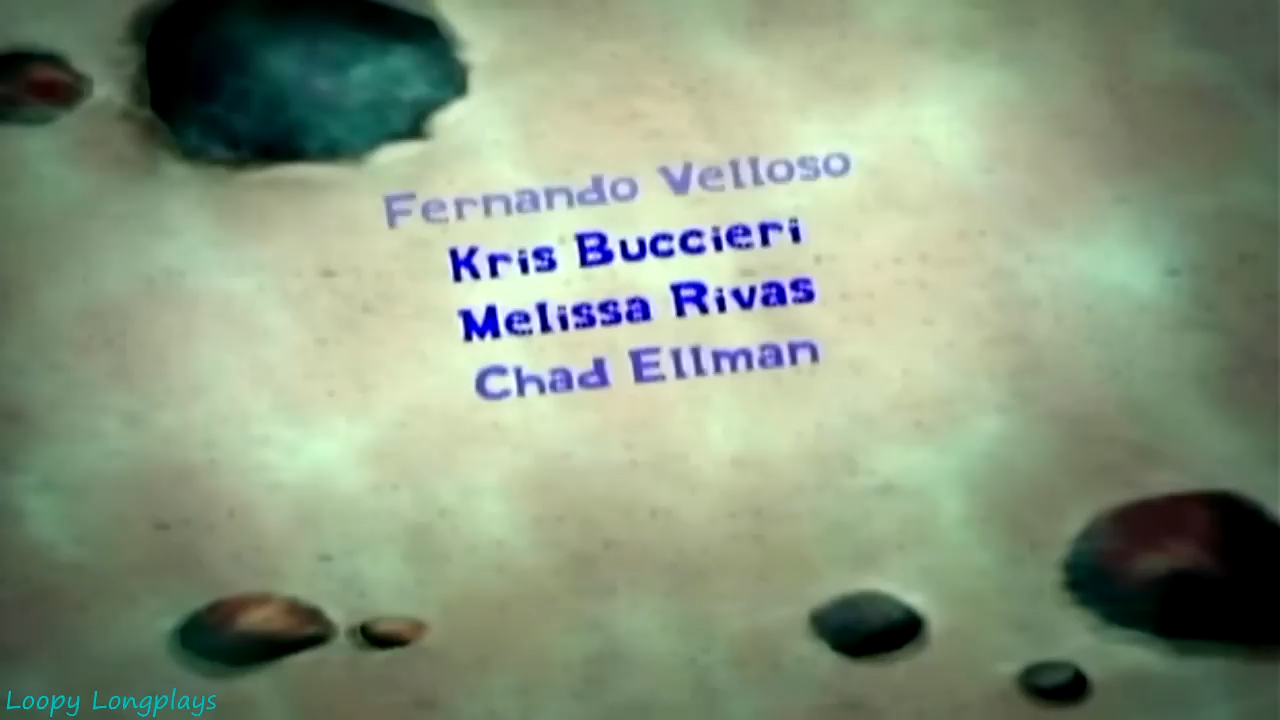 Fernando Velloso
Kris Buccieri
Melissa Rivas
Chad Ellman
Loopy Longplays